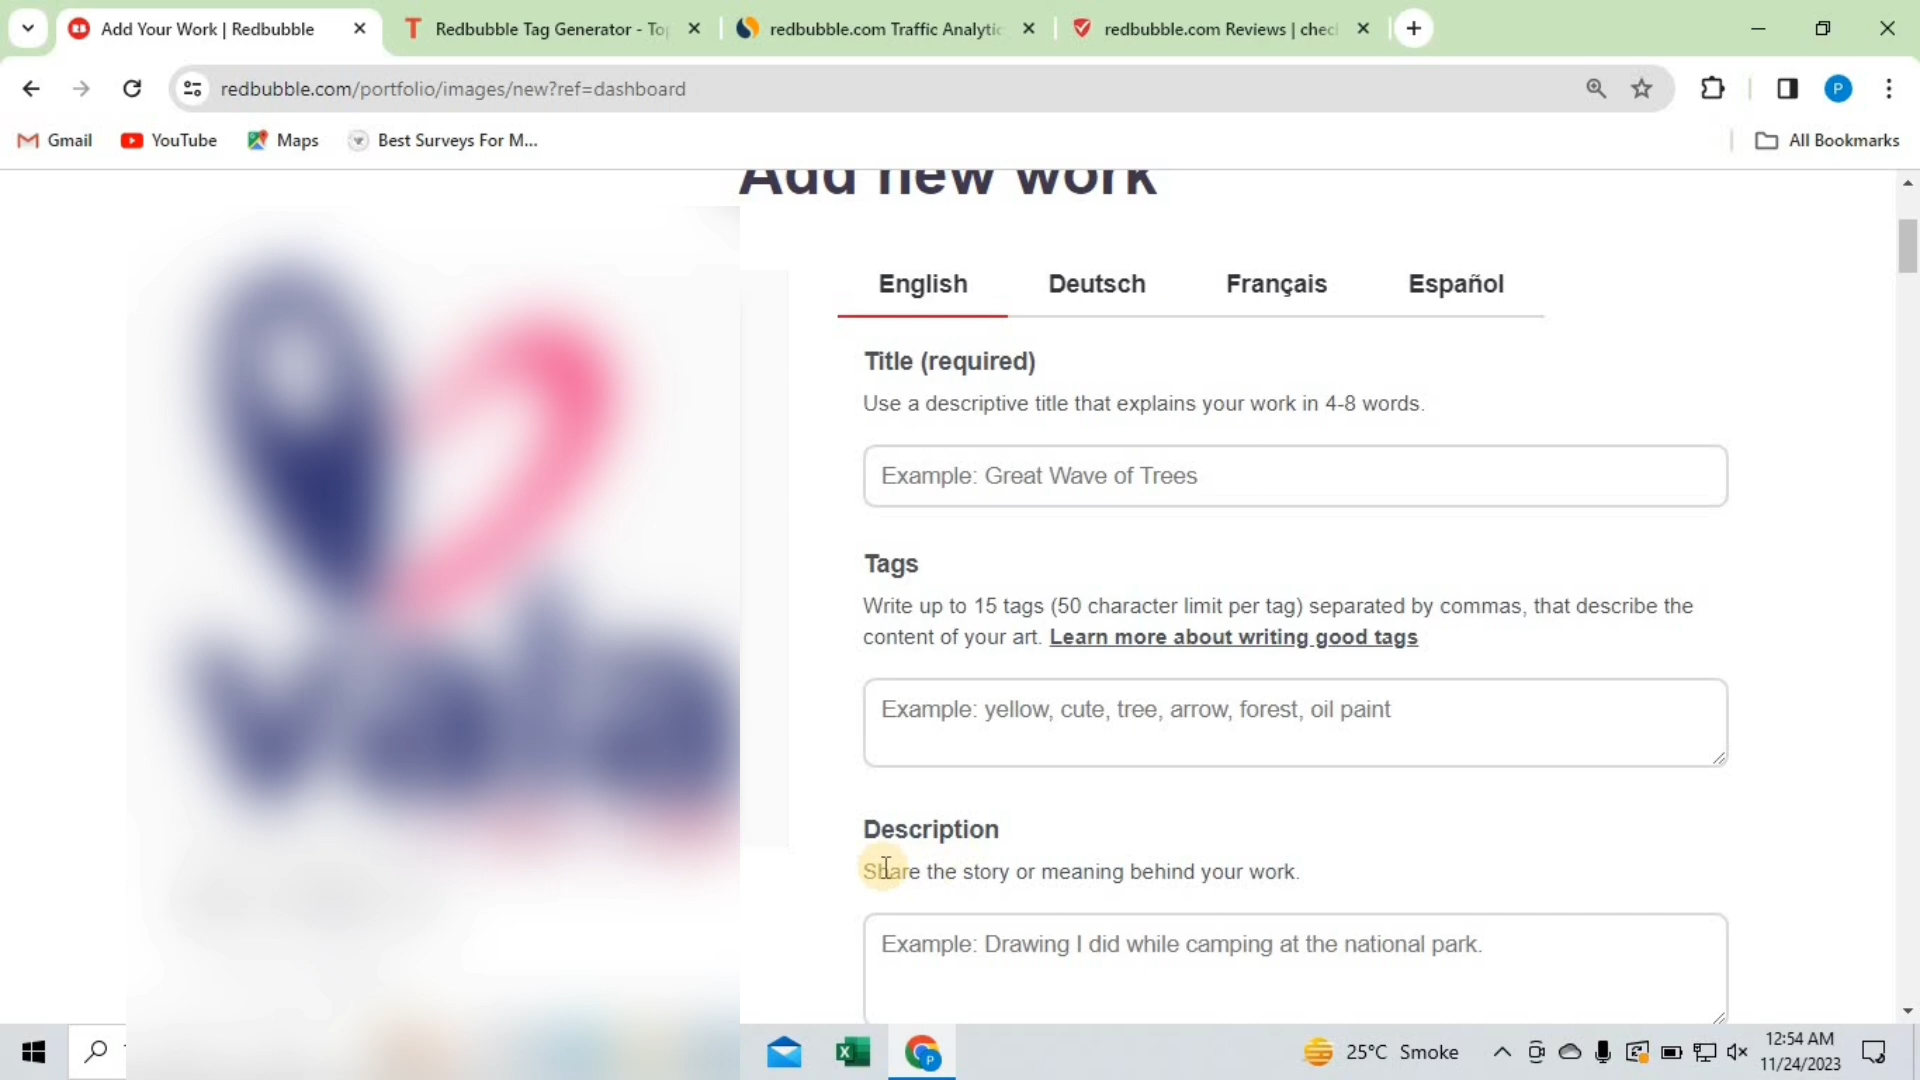 Add Your Work | Redbubble
Redbubble Tag Generator - To
redbubble.com Traffic Analytic
redbubble.com Reviews | chec
redbubble.com/portfolio/images/new?ref=dashboard
P
Gmail
YouTube
Maps
Best Surveys For M...
All Bookmarks
Add new work
English
Deutsch
Français
Español
Title (required)
Use a descriptive title that explains your work in 4-8 words.
Example: Great Wave of Trees
Tags
Write up to 15 tags (50 character limit per tag) separated by commas, that describe the
content of your art. Learn more about writing good tags
Example: yellow, cute, tree, arrow, forest, oil paint
Description
Share the story or meaning behind your work.
Example: Drawing I did while camping at the national park.
25°C Smoke
12:54 AM
11/24/2023